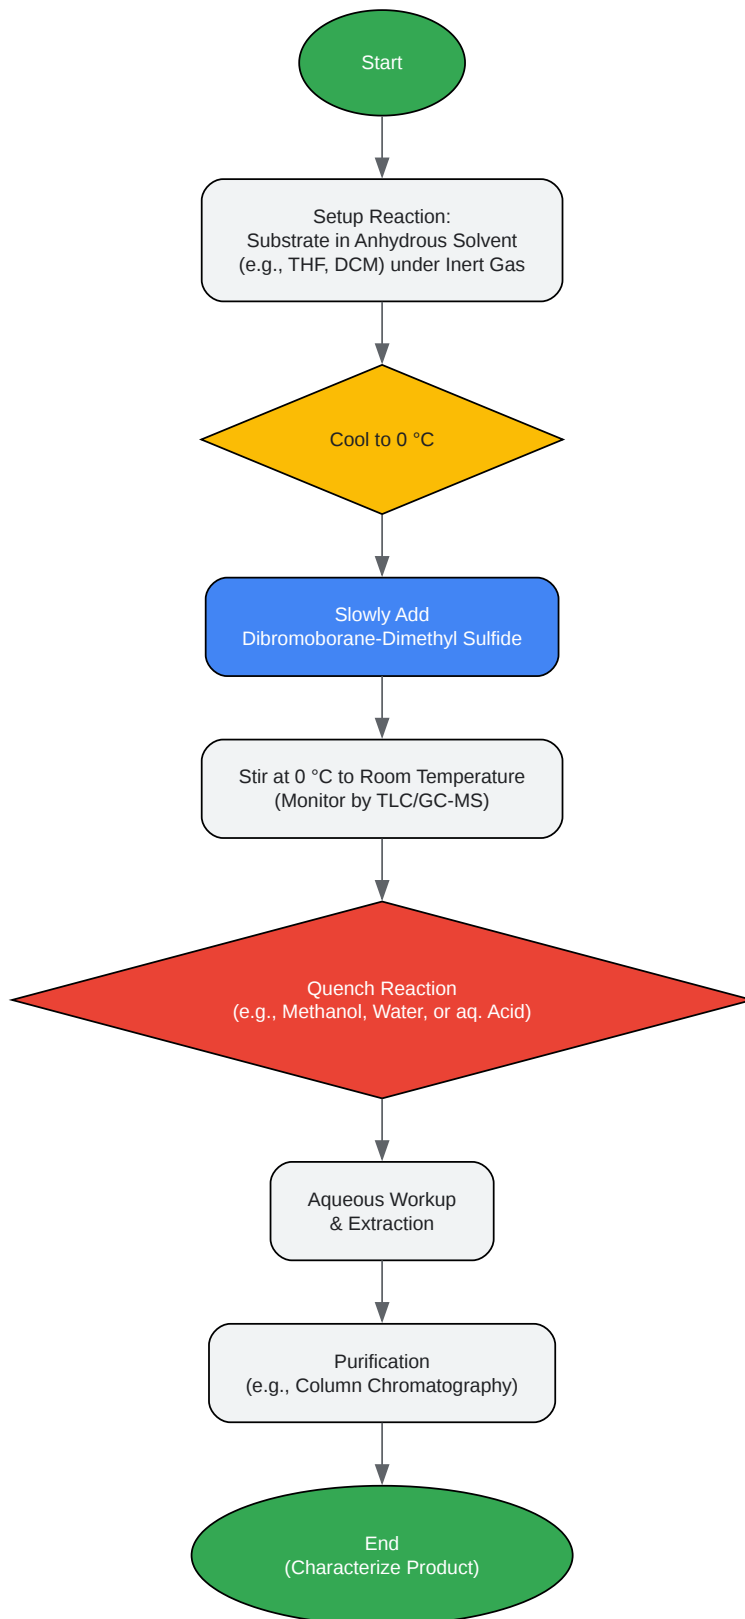 Start
Setup Reaction:
Substrate in Anhydrous Solvent
(e.g., THF, DCM) under Inert Gas
Cool to 0 °C
Slowly Add
Dibromoborane-Dimethyl Sulfide
Stir at 0 °C to Room Temperature
(Monitor by TLC/GC-MS)
Quench Reaction
(e.g., Methanol, Water, or aq. Acid)
Aqueous Workup
& Extraction
Purification
(e.g., Column Chromatography)
End
(Characterize Product)